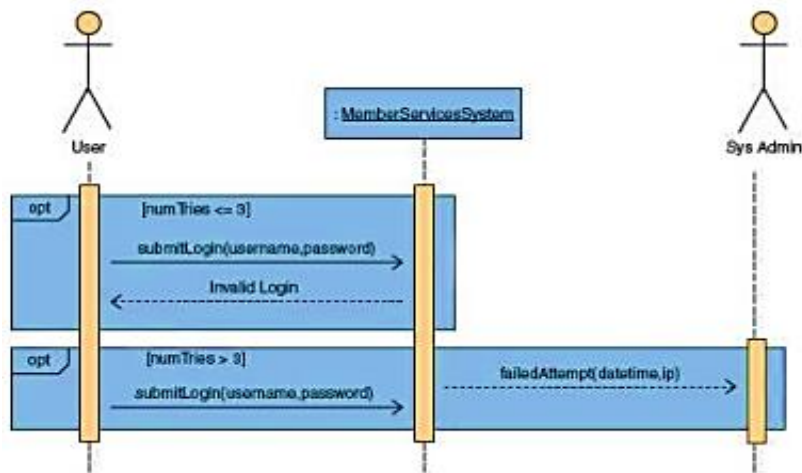 : MemberServicesSystem
User
Sys Admin
opt
[numTries <= 3]
submitLogin(username,password)
Invalid Login
opt
[numTries > 3]
failedAttempt(datetime,ip)
submitLogin(username,password)